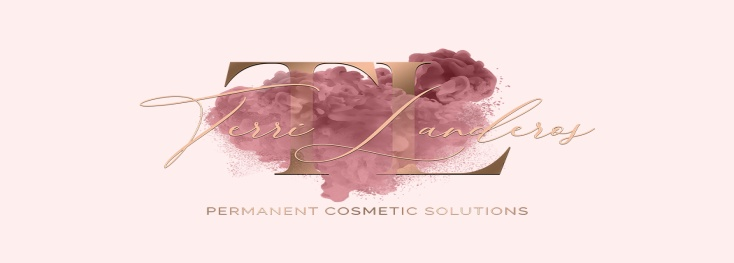 TL
Terri Landeros
PERMANENT COSMETIC SOLUTIONS